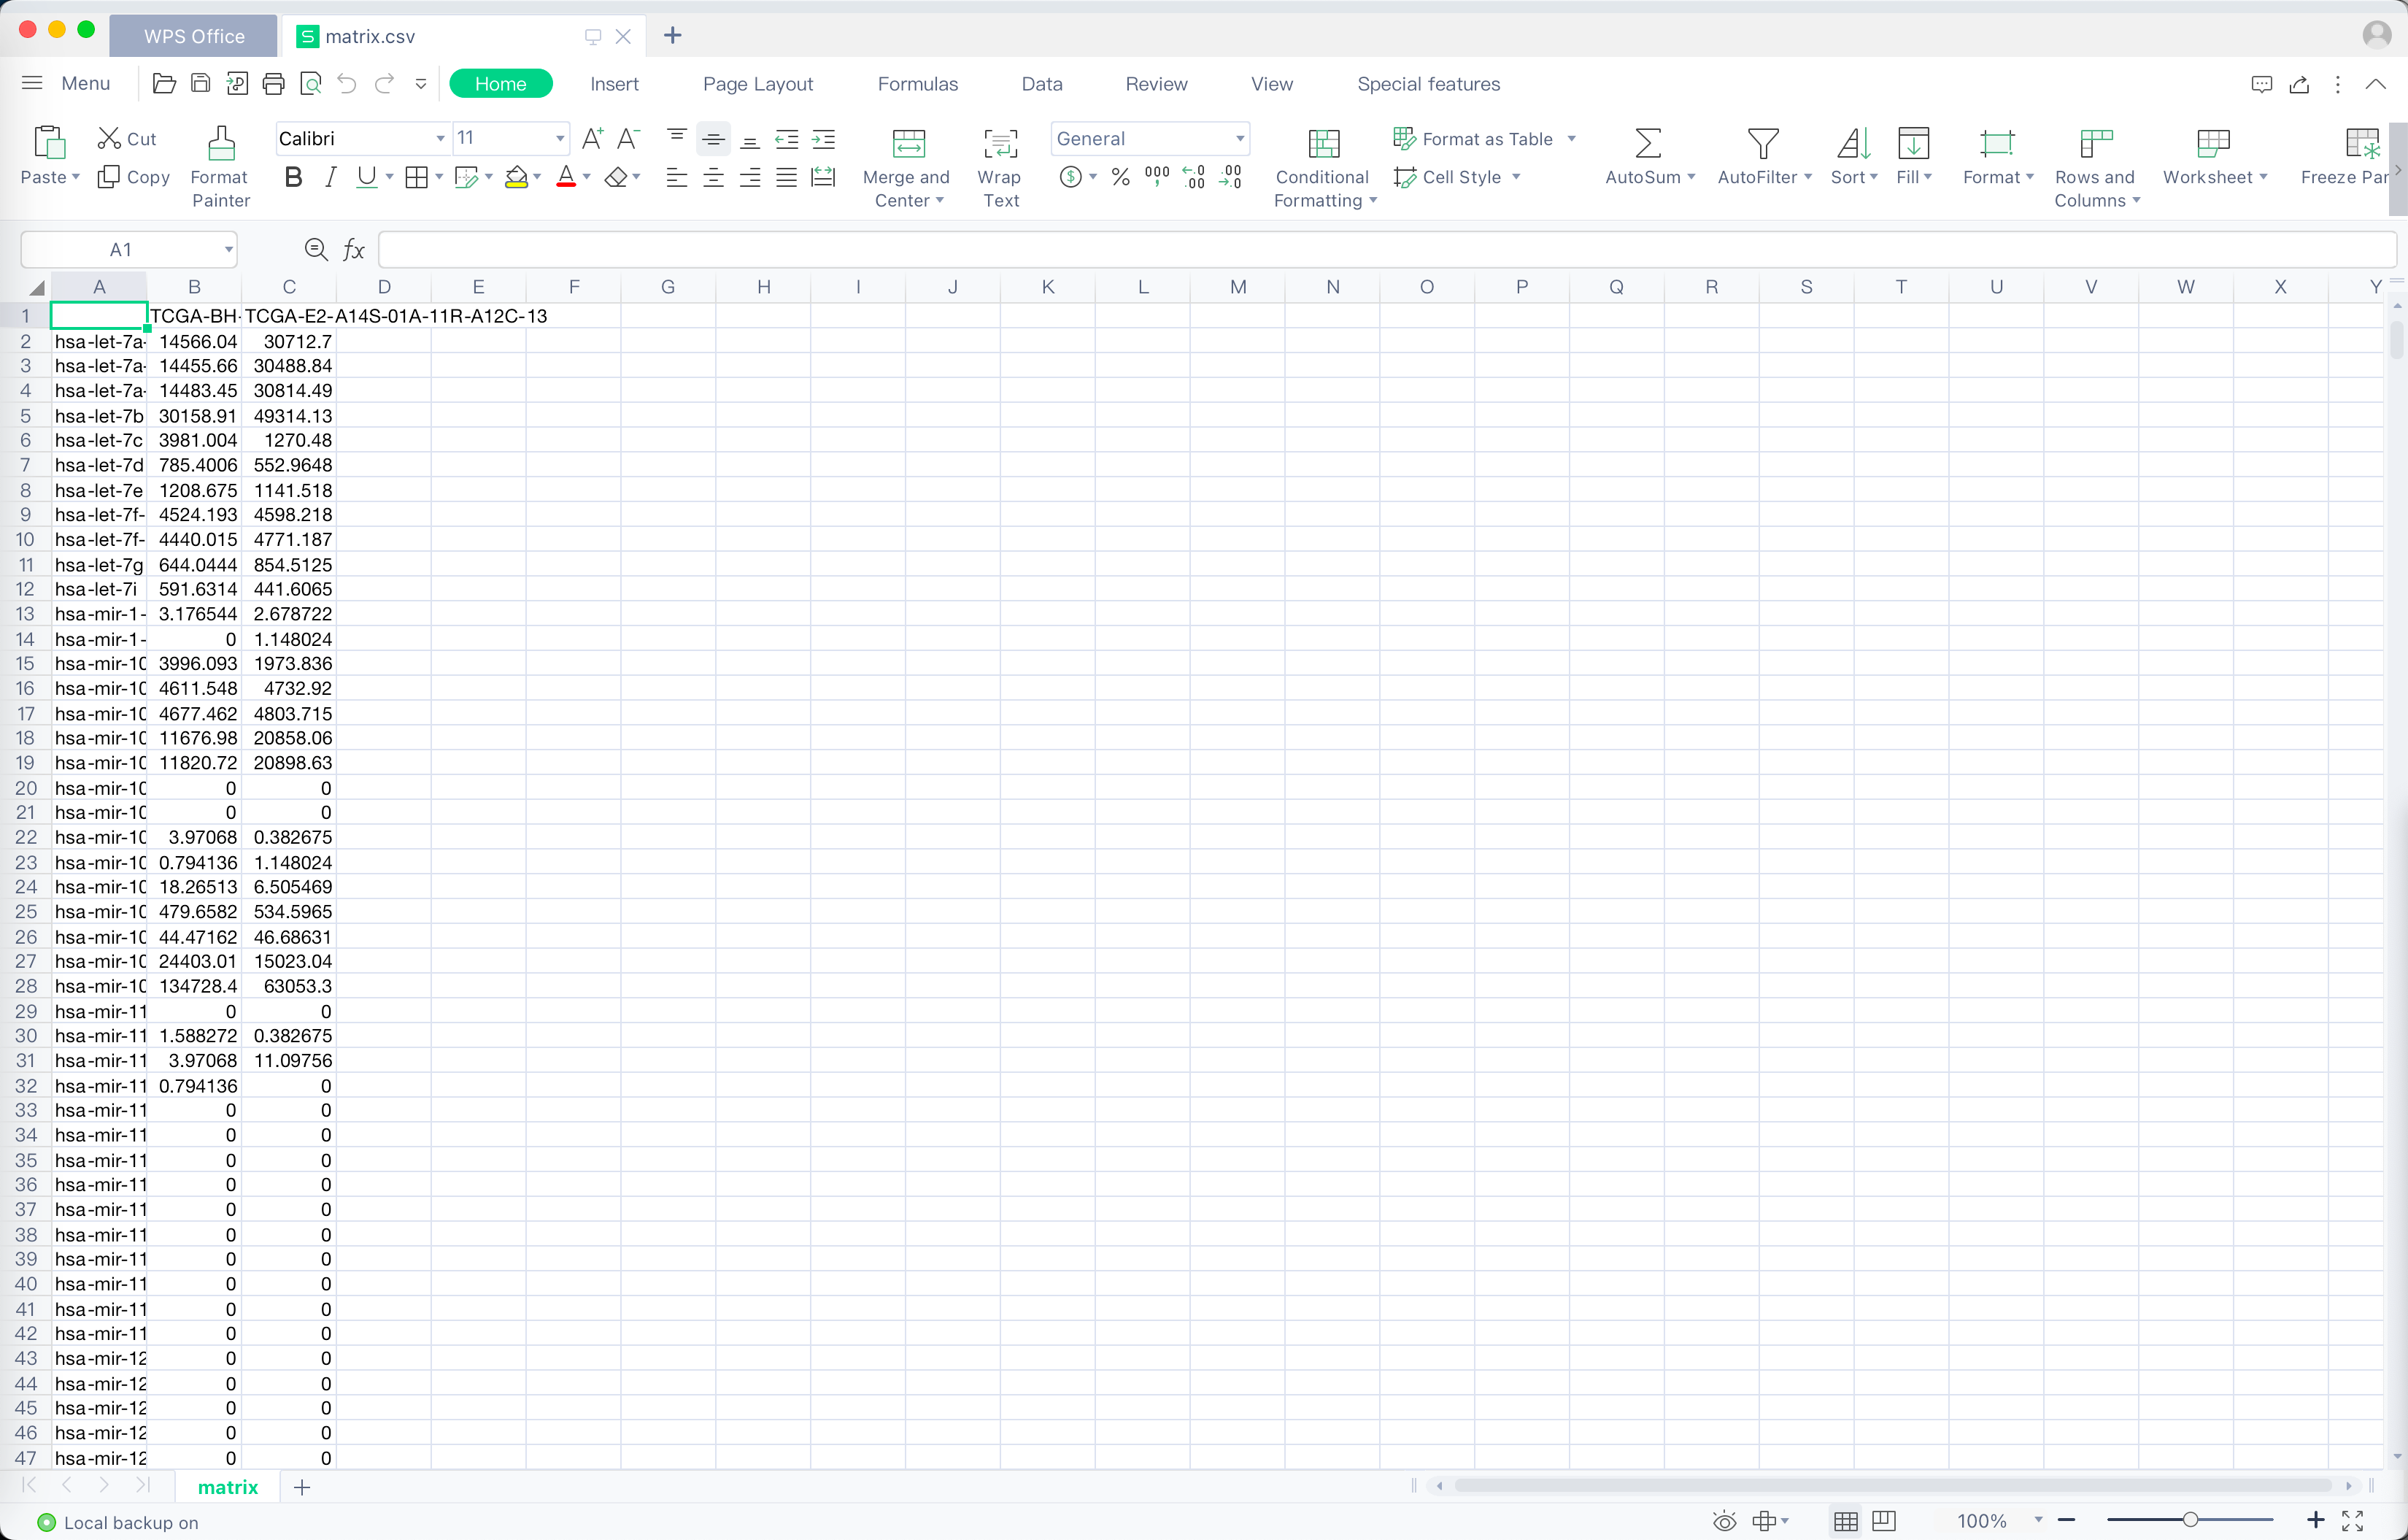 WPS Office
matrix.csv
Menu
Home
Insert
Page Layout
Formulas
Data
Review
View
Special features
Paste
Cut
Copy
Format Painter
Calibri
11
Merge and Center
Wrap Text
General
Conditional Formatting
Format as Table
Cell Style
AutoSum
AutoFilter
Sort
Fill
Format
Rows and Columns
Worksheet
Freeze Par
A1
fx
A B C D E F G H I J K L M N O P Q R S T U V W X Y
1 TCGA-BH- TCGA-E2-A14S-01A-11R-A12C-13
2 hsa-let-7a- 14566.04 30712.7
3 hsa-let-7a- 14455.66 30488.84
4 hsa-let-7a- 14483.45 30814.49
5 hsa-let-7b 30158.91 49314.13
6 hsa-let-7c 3981.004 1270.48
7 hsa-let-7d 785.4006 552.9648
8 hsa-let-7e 1208.675 1141.518
9 hsa-let-7f- 4524.193 4598.218
10 hsa-let-7f- 4440.015 4771.187
11 hsa-let-7g 644.0444 854.5125
12 hsa-let-7i 591.6314 441.6065
13 hsa-mir-1- 3.176544 2.678722
14 hsa-mir-1- 0 1.148024
15 hsa-mir-10 3996.093 1973.836
16 hsa-mir-10 4611.548 4732.92
17 hsa-mir-10 4677.462 4803.715
18 hsa-mir-10 11676.98 20858.06
19 hsa-mir-10 11820.72 20898.63
20 hsa-mir-10 0 0
21 hsa-mir-10 0 0
22 hsa-mir-10 3.97068 0.382675
23 hsa-mir-10 0.794136 1.148024
24 hsa-mir-10 18.26513 6.505469
25 hsa-mir-10 479.6582 534.5965
26 hsa-mir-10 44.47162 46.68631
27 hsa-mir-10 24403.01 15023.04
28 hsa-mir-10 134728.4 63053.3
29 hsa-mir-11 0 0
30 hsa-mir-11 1.588272 0.382675
31 hsa-mir-11 3.97068 11.09756
32 hsa-mir-11 0.794136 0
33 hsa-mir-11 0 0
34 hsa-mir-11 0 0
35 hsa-mir-11 0 0
36 hsa-mir-11 0 0
37 hsa-mir-11 0 0
38 hsa-mir-11 0 0
39 hsa-mir-11 0 0
40 hsa-mir-11 0 0
41 hsa-mir-11 0 0
42 hsa-mir-11 0 0
43 hsa-mir-12 0 0
44 hsa-mir-12 0 0
45 hsa-mir-12 0 0
46 hsa-mir-12 0 0
47 hsa-mir-12 0 0
matrix
Local backup on
100%